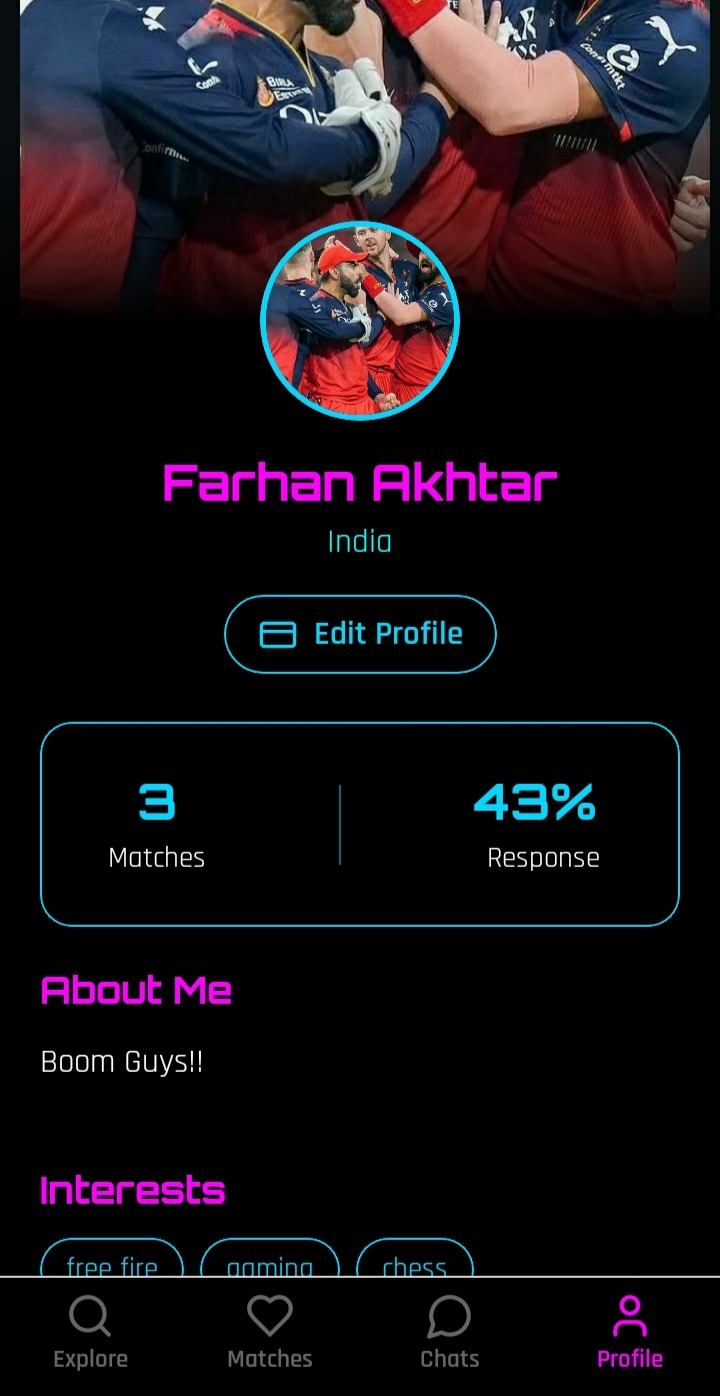 BIRLA
Farhan Akhtar
India
Edit Profile
3
Matches
43%
Response
About Me
Boom Guys!!
Interests
free fire
gaming
chess
Explore
Matches
Chats
Profile